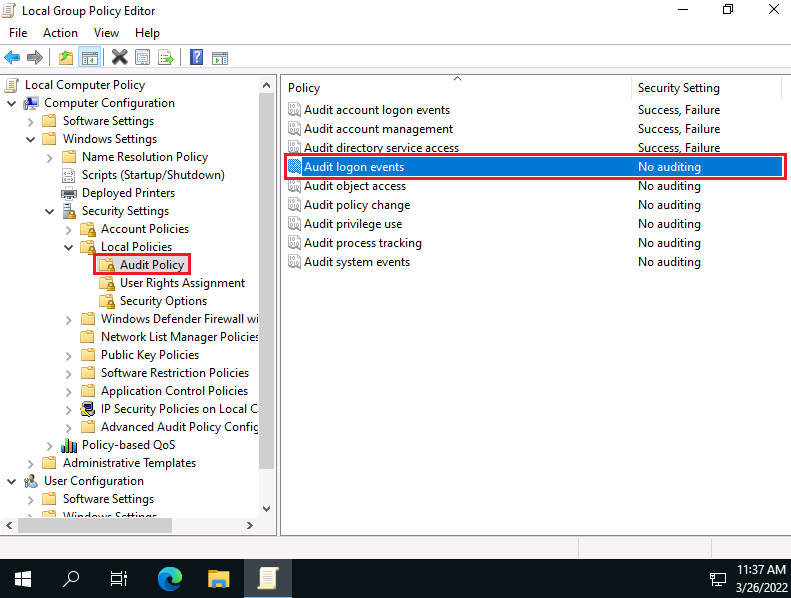 Local Group Policy Editor
File Action View Help
Local Computer Policy
Computer Configuration
Software Settings
Windows Settings
Name Resolution Policy
Scripts (Startup/Shutdown)
Deployed Printers
Security Settings
Account Policies
Local Policies
Audit Policy
User Rights Assignment
Security Options
Windows Defender Firewall wi
Network List Manager Policies
Public Key Policies
Software Restriction Policies
Application Control Policies
IP Security Policies on Local C
Advanced Audit Policy Config
Policy-based QoS
Administrative Templates
User Configuration
Software Settings
Windows Settings
Policy Security Setting
Audit account logon events Success, Failure
Audit account management Success, Failure
Audit directory service access Success, Failure
Audit logon events No auditing
Audit object access No auditing
Audit policy change No auditing
Audit privilege use No auditing
Audit process tracking No auditing
Audit system events No auditing
11:37 AM
3/26/2022